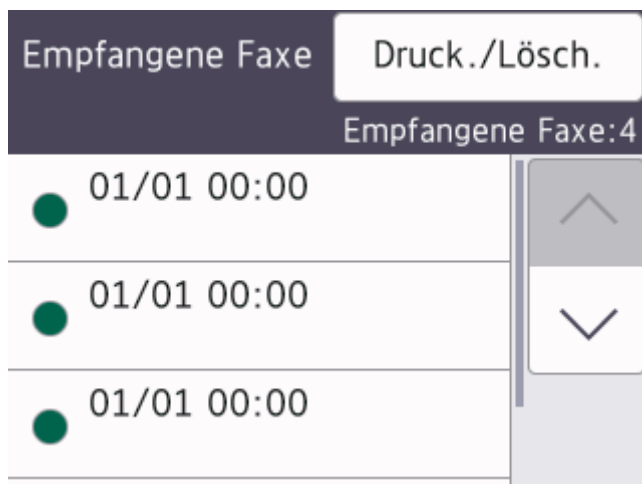 Empfangene Faxe
Druck./Lösch.
Empfangene Faxe:4
01/01 00:00
01/01 00:00
01/01 00:00